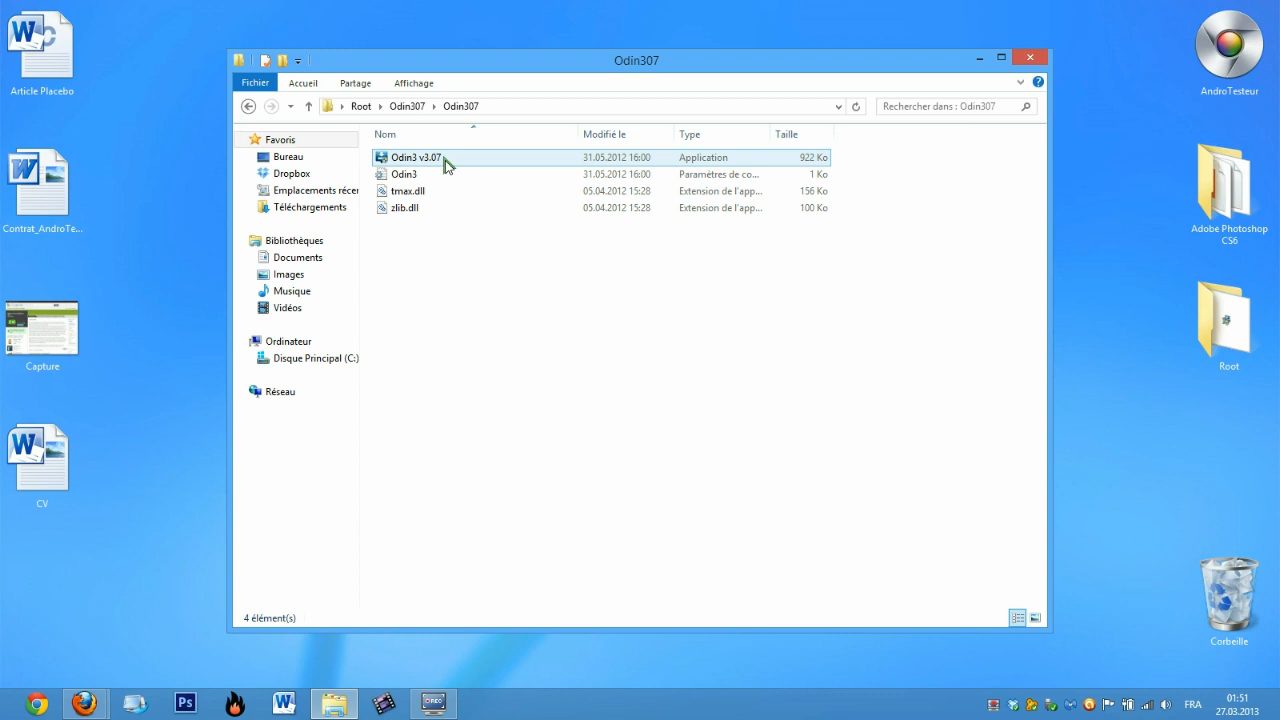 Odin307
Fichier
Accueil
Partage
Affichage
Root
Odin307
Odin307
Rechercher dans : Odin307
Nom
Modifié le
Type
Taille
Odin3 v3.07
31.05.2012 16:00
Application
922 Ko
Odin3
31.05.2012 16:00
Paramètres de co...
1 Ko
tmax.dll
05.04.2012 15:28
Extension de l'app...
156 Ko
zlib.dll
05.04.2012 15:28
Extension de l'app...
100 Ko
Favoris
Bureau
Dropbox
Emplacements récer
Téléchargements
Bibliothèques
Documents
Images
Musique
Vidéos
Ordinateur
Disque Principal (C:)
Réseau
4 élément(s)
Article Placebo
Contrat_AndroTe...
Capture
CV
AndroTesteur
Adobe Photoshop
CS6
Root
Corbeille
Ps
W
FRA
01:51
27.03.2013